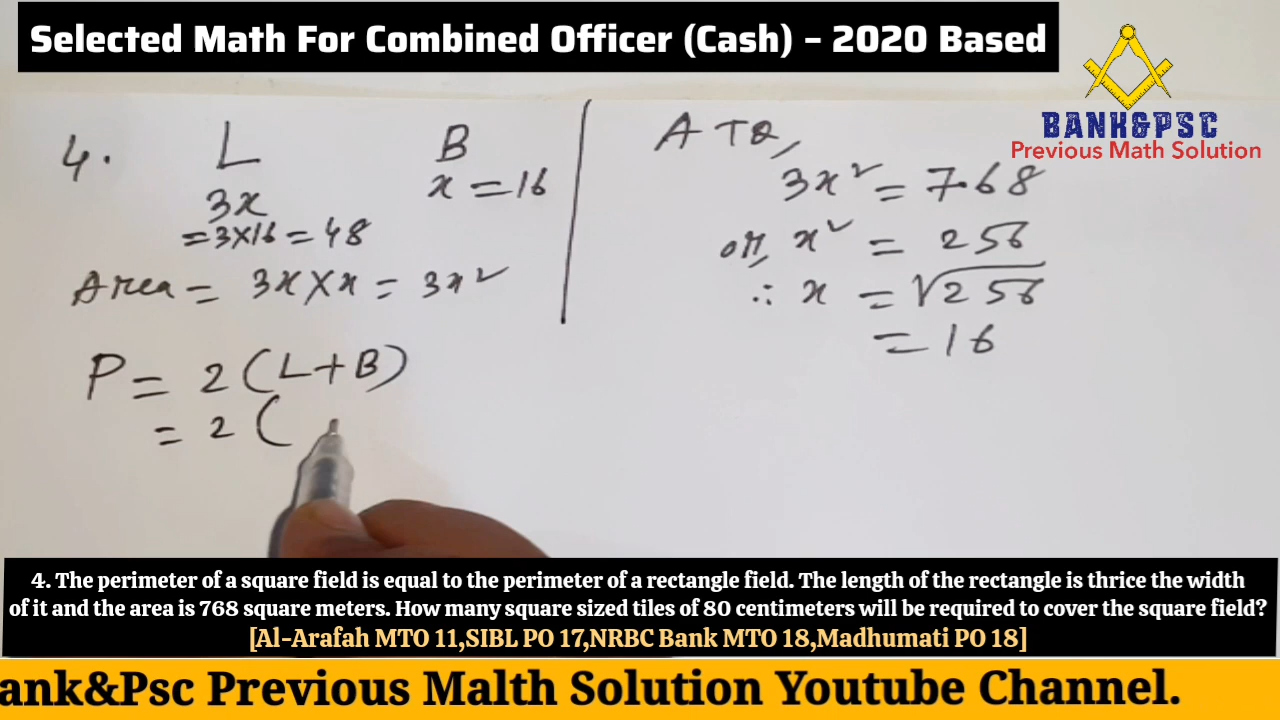 Selected Math For Combined Officer (Cash) – 2020 Based
BANK&PSC
Previous Math Solution
4. L B
3x x = 16
= 3×16 = 48
Area = 3x × x = 3x²
P = 2 (L+B)
= 2 (
ATQ,
3x² = 768
or, x² = 256
∴ x = √256
= 16
4. The perimeter of a square field is equal to the perimeter of a rectangle field. The length of the rectangle is thrice the width
of it and the area is 768 square meters. How many square sized tiles of 80 centimeters will be required to cover the square field?
[Al-Arafah MTO 11,SIBL PO 17,NRBC Bank MTO 18,Madhumati PO 18]
ank&Psc Previous Malth Solution Youtube Channel.